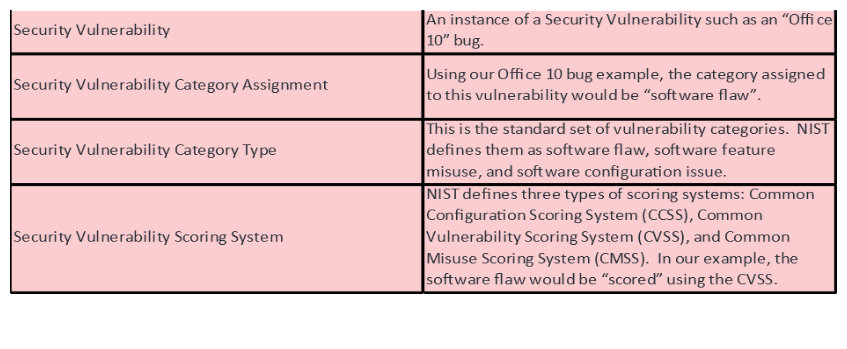 Security Vulnerability
An instance of a Security Vulnerability such as an “Office
10” bug.
Security Vulnerability Category Assignment
Using our Office 10 bug example, the category assigned
to this vulnerability would be “software flaw”.
Security Vulnerability Category Type
This is the standard set of vulnerability categories.  NIST
defines them as software flaw, software feature
misuse, and software configuration issue.
Security Vulnerability Scoring System
NIST defines three types of scoring systems: Common
Configuration Scoring System (CCSS), Common
Vulnerability Scoring System (CVSS), and Common
Misuse Scoring System (CMSS).  In our example, the
software flaw would be “scored” using the CVSS.